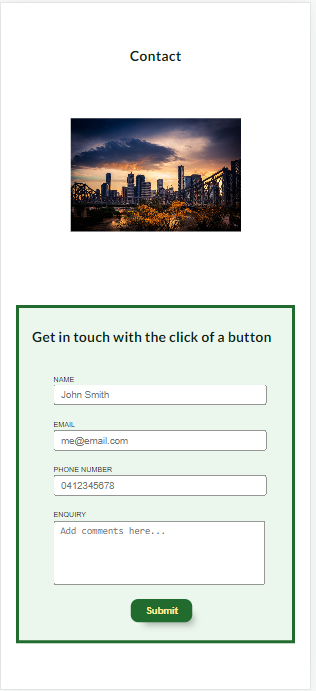 Contact
Get in touch with the click of a button
NAME
John Smith
EMAIL
me@email.com
PHONE NUMBER
0412345678
ENQUIRY
Add comments here...
Submit